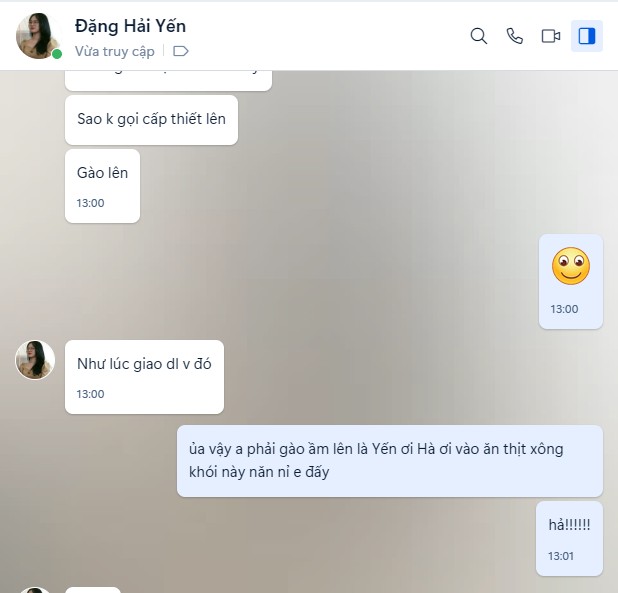 Đặng Hải Yến
Vừa truy cập
Sao k gọi cấp thiết lên
Gào lên
13:00
13:00
Như lúc giao dl v đó
13:00
ủa vậy a phải gào ầm lên là Yến ơi Hà ơi vào ăn thịt xông
khói này năn nỉ e đấy
hả!!!!!!
13:01